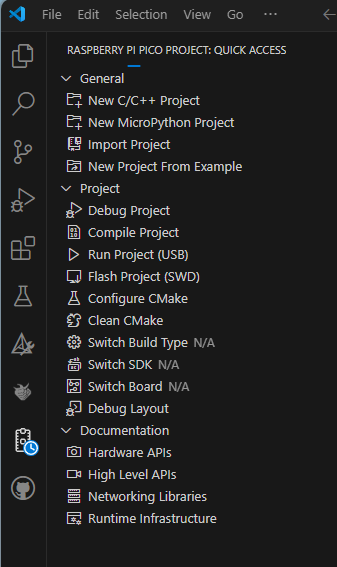 File Edit View Go ···
RASPBERRY PI PICO PROJECT: QUICK ACCESS
General
New C/C++ Project
New MicroPython Project
Import Project
New Project From Example
Project
Debug Project
Compile Project
Run Project (USB)
Flash Project (SWD)
Configure CMake
Clean CMake
Switch Build Type N/A
Switch SDK N/A
Switch Board N/A
Debug Layout
Documentation
Hardware APIs
High Level APIs
Networking Libraries
Runtime Infrastructure